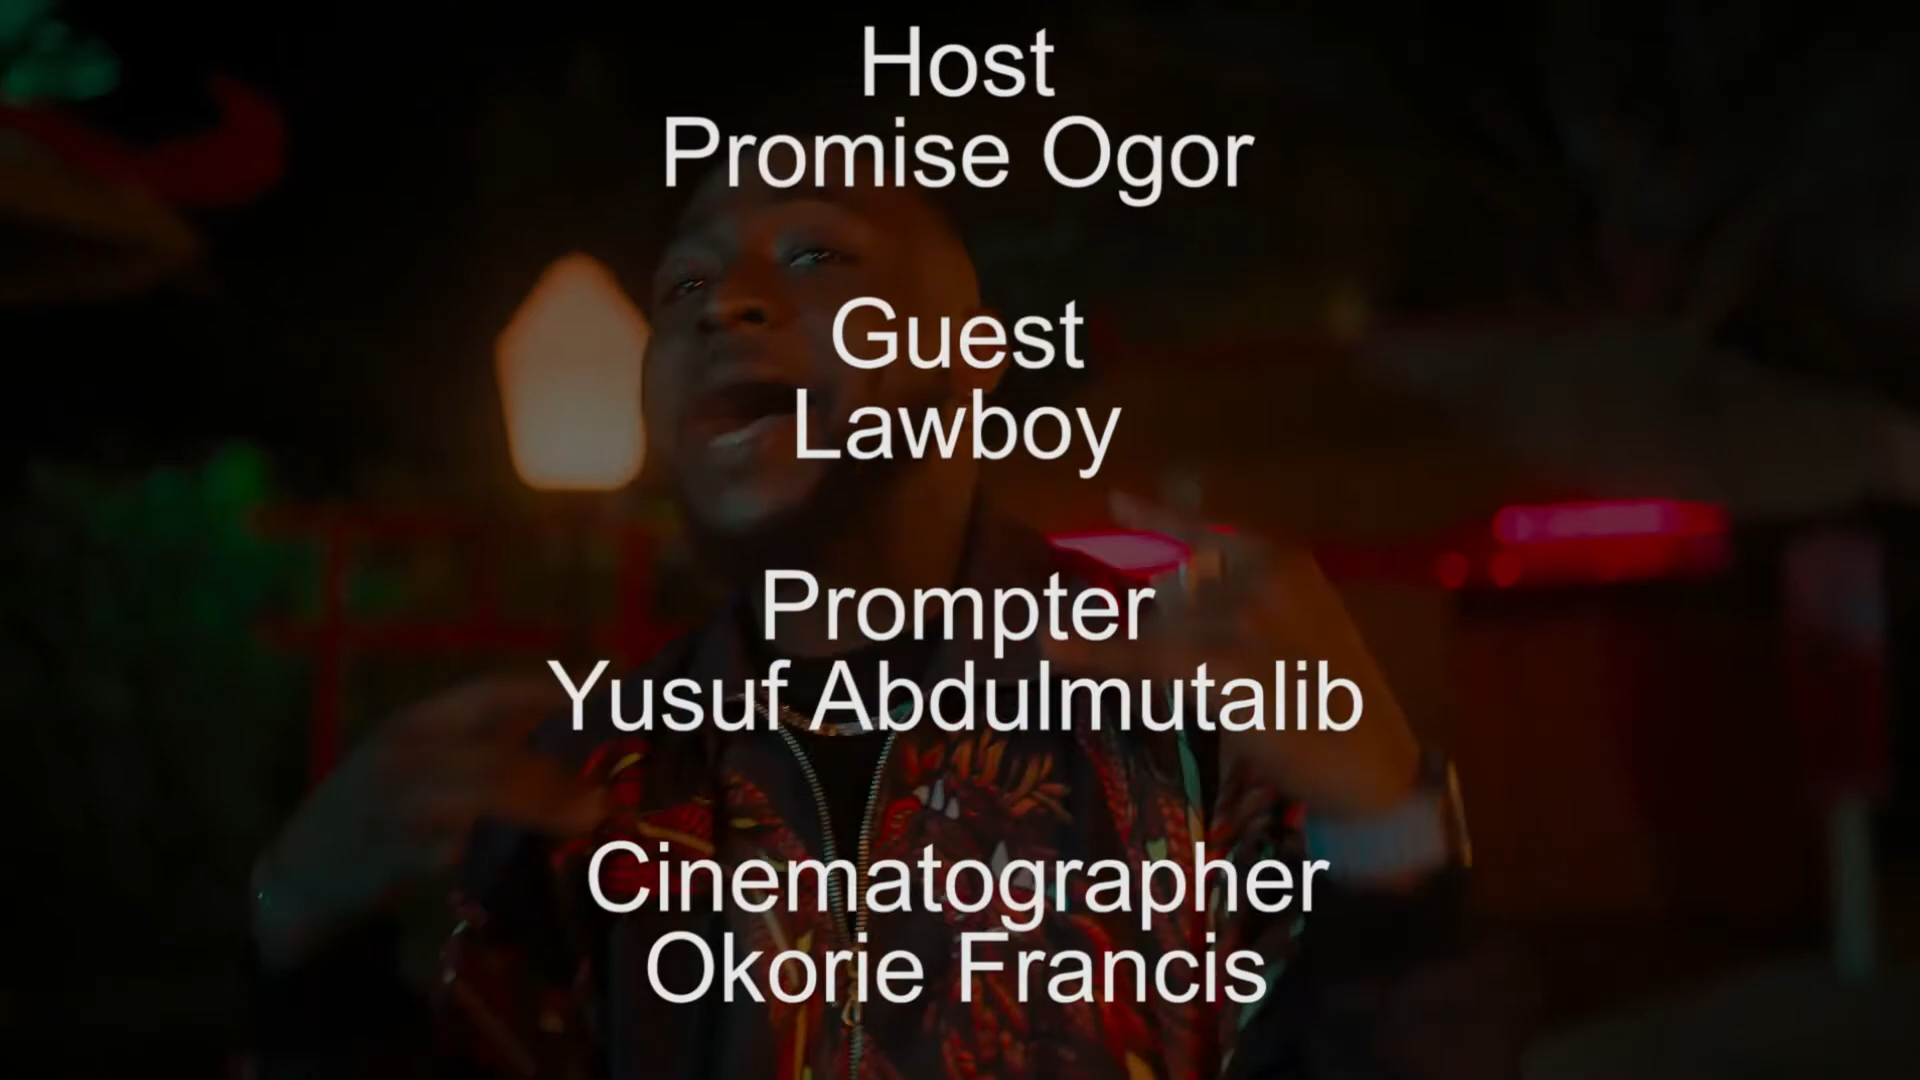 Host
Promise Ogor
Guest
Lawboy
Prompter
Yusuf Abdulmutalib
Cinematographer
Okorie Francis